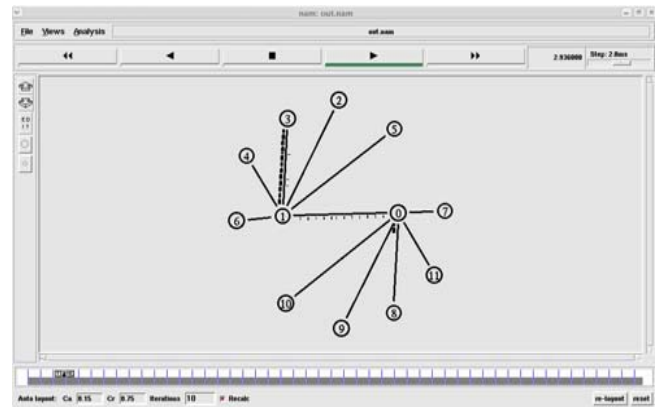 nam: out.nam
File Views Analysis out.nam
2.936000 Step: 2.0ms
2
3
5
4
6 1 0 7
11
10
8
9
Auto layout: Ca 0.15 Cr 0.75 Iterations 10 Recalc re-layout reset